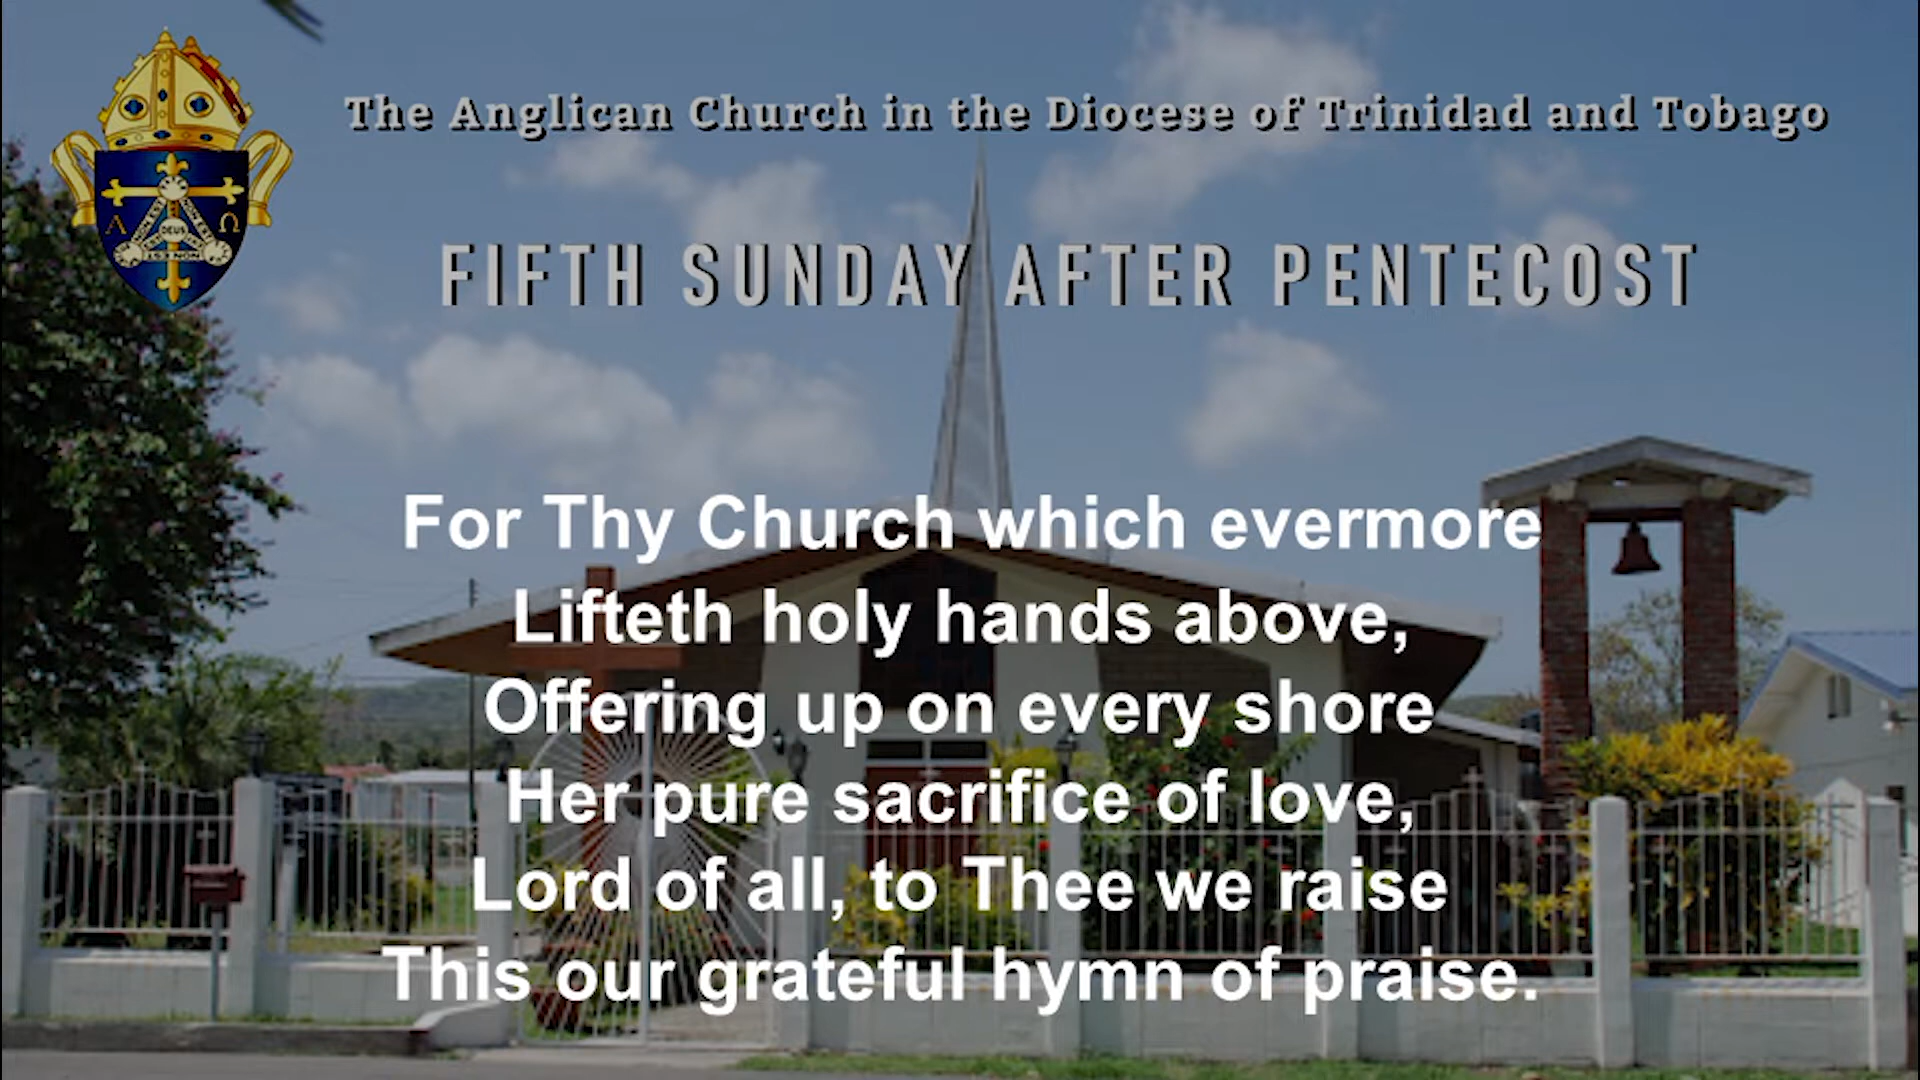 The Anglican Church in the Diocese of Trinidad and Tobago
FIFTH SUNDAY AFTER PENTECOST
Α Ω
DEUS
For Thy Church which evermore
Lifteth holy hands above,
Offering up on every shore
Her pure sacrifice of love,
Lord of all, to Thee we raise
This our grateful hymn of praise.